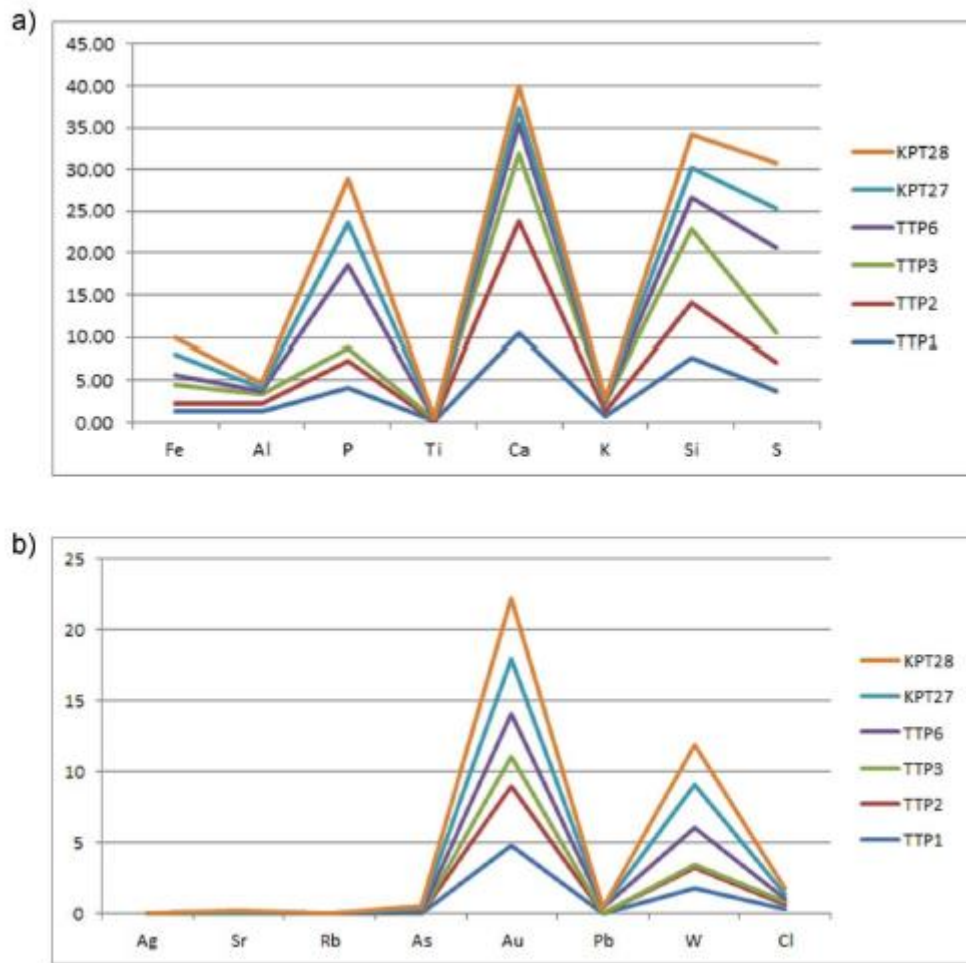 a)
45.00
40.00
35.00
30.00
25.00
20.00
15.00
10.00
5.00
0.00
Fe Al P Ti Ca K Si S
KPT28
KPT27
TTP6
TTP3
TTP2
TTP1
b)
25
20
15
10
5
0
Ag Sr Rb As Au Pb W Cl
KPT28
KPT27
TTP6
TTP3
TTP2
TTP1